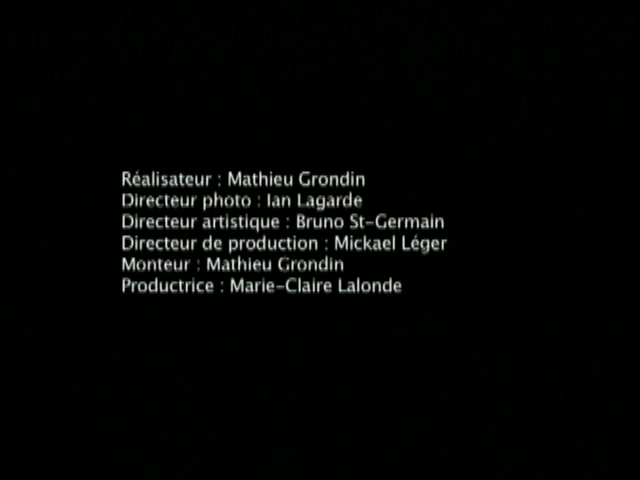 Réalisateur : Mathieu Grondin
Directeur photo : Ian Lagarde
Directeur artistique : Bruno St-Germain
Directeur de production : Mickael Léger
Monteur : Mathieu Grondin
Productrice : Marie-Claire Lalonde